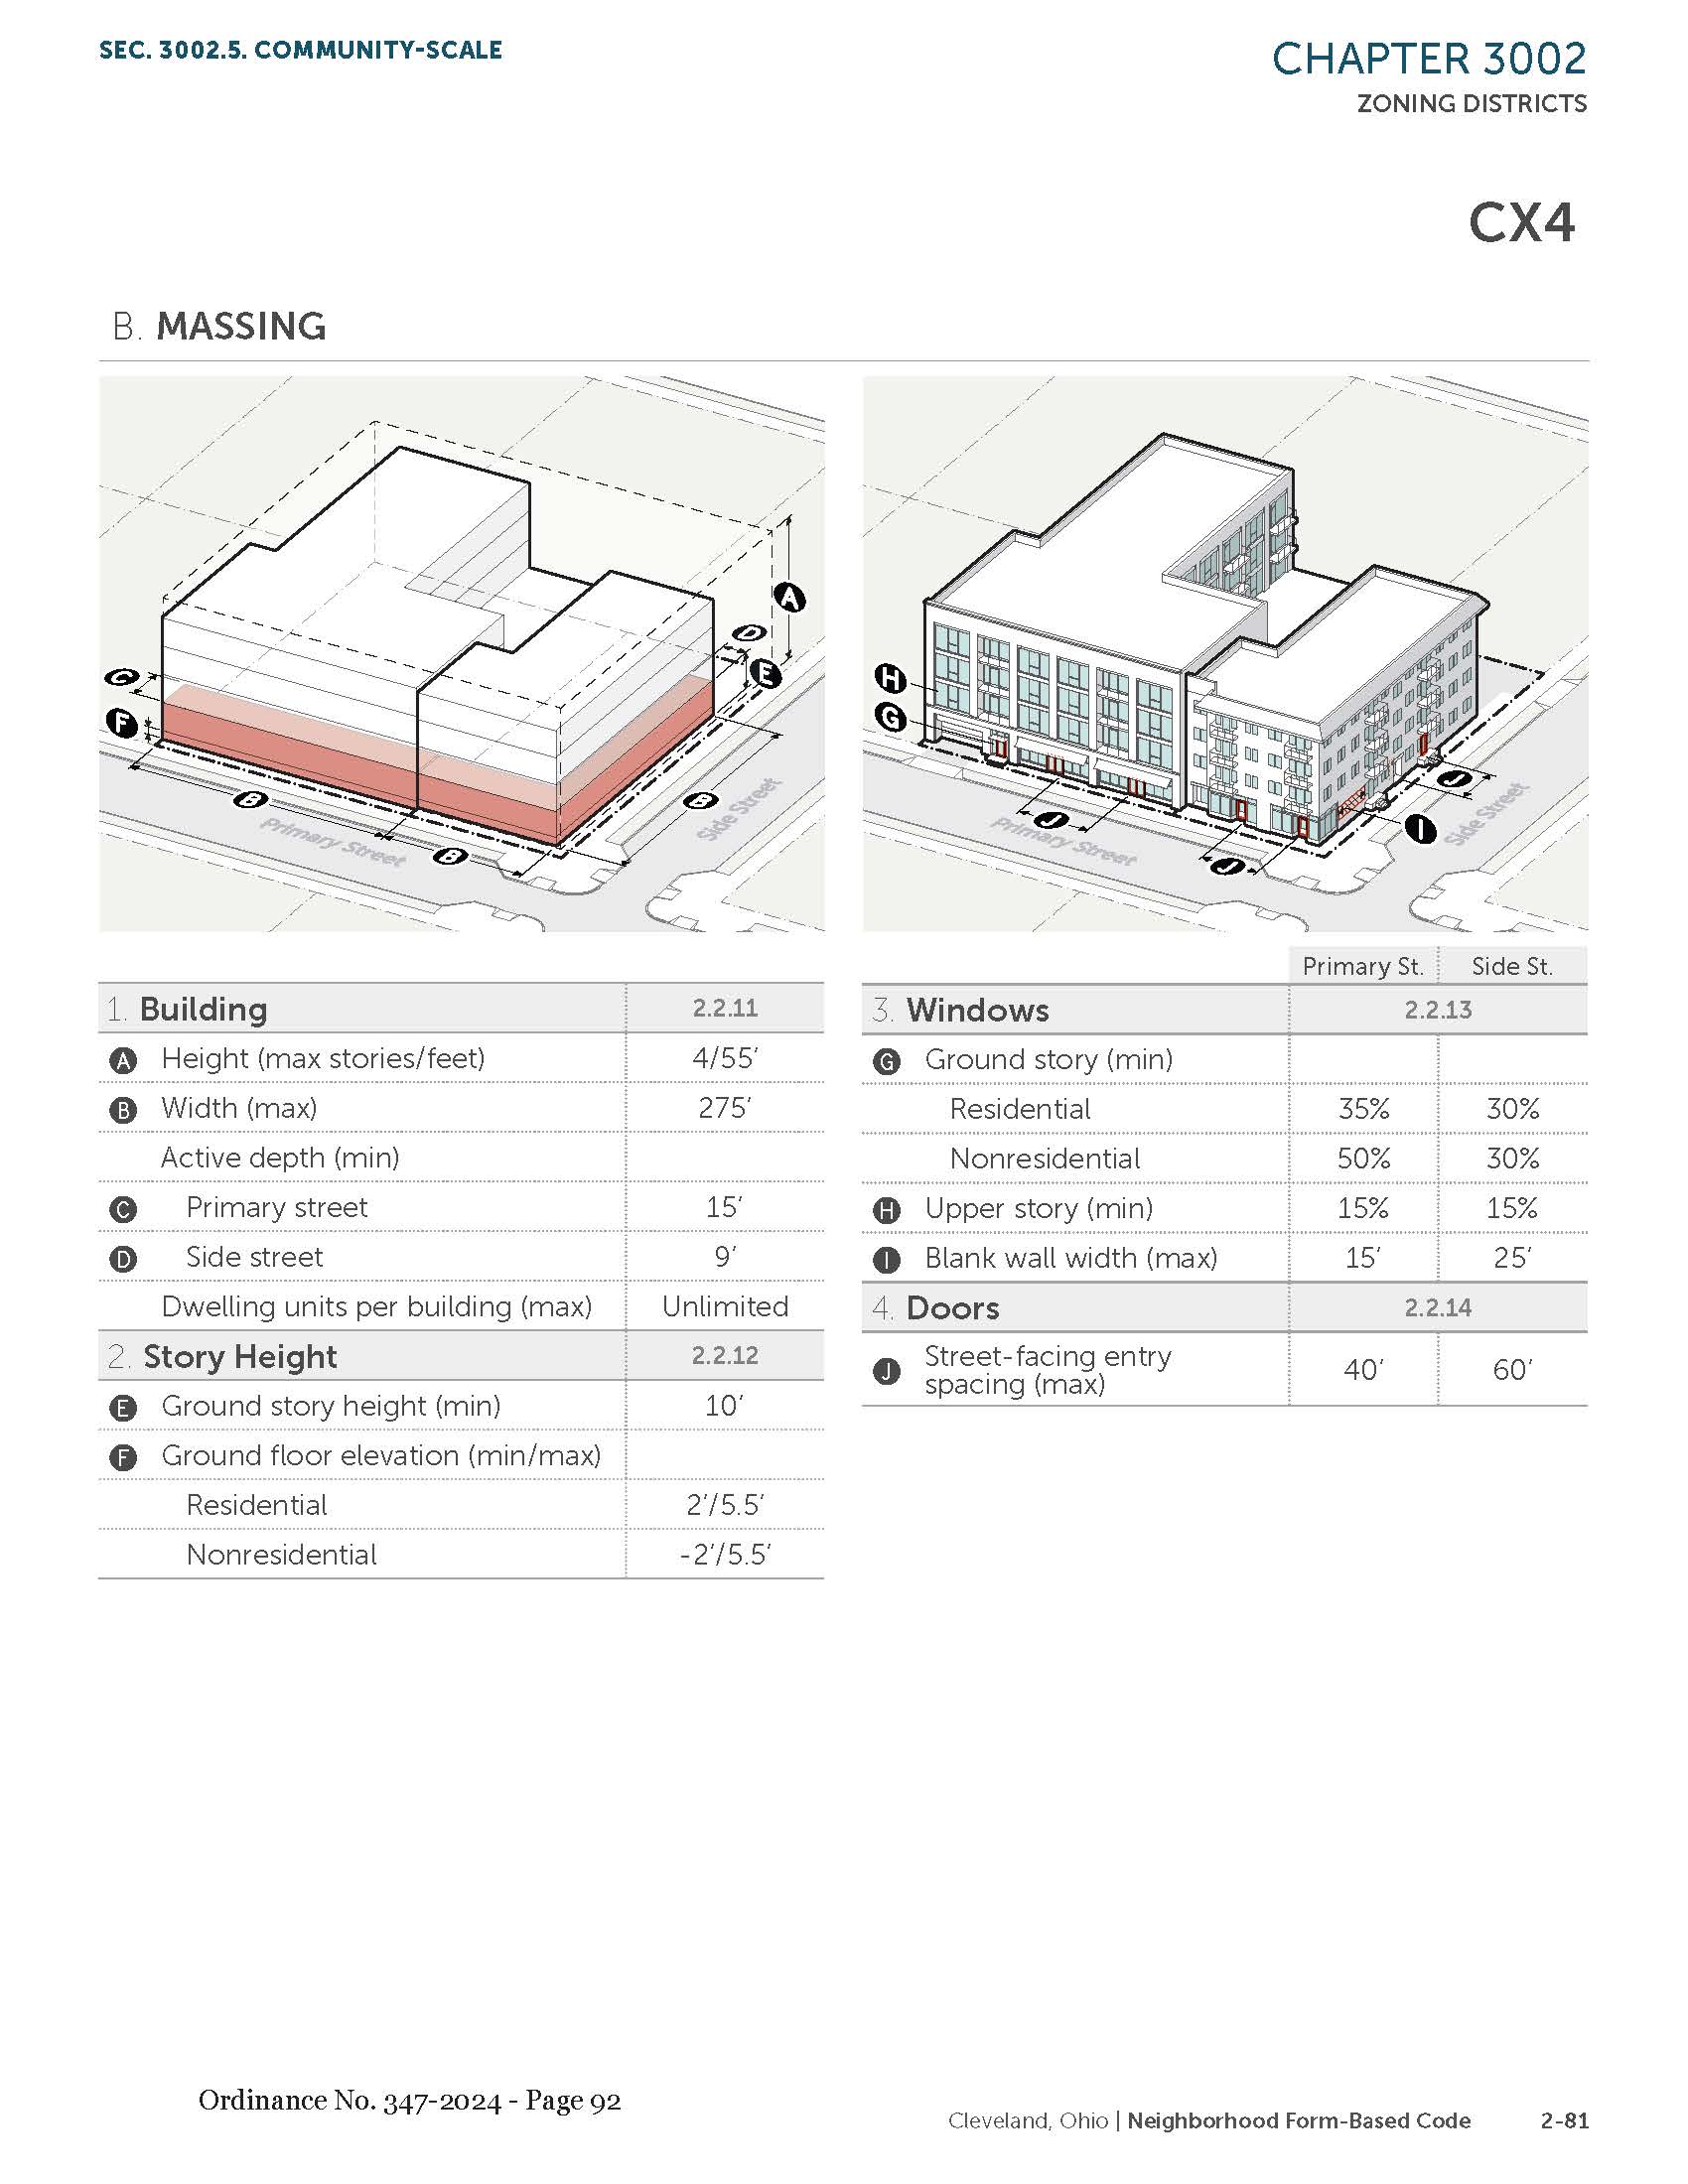 SEC. 3002.5. COMMUNITY-SCALE
CHAPTER 3002
ZONING DISTRICTS
CX4
B. MASSING
A
D
E
C
F
B
B
B
Primary Street
Side Street
H
G
J
J
J
I
Primary Street
Side Street
1. Building 2.2.11
A Height (max stories/feet) 4/55’
B Width (max) 275’
Active depth (min)
C Primary street 15’
D Side street 9’
Dwelling units per building (max) Unlimited
2. Story Height 2.2.12
E Ground story height (min) 10’
F Ground floor elevation (min/max)
Residential 2’/5.5’
Nonresidential -2’/5.5’
Primary St. Side St.
3. Windows 2.2.13
G Ground story (min)
Residential 35% 30%
Nonresidential 50% 30%
H Upper story (min) 15% 15%
I Blank wall width (max) 15’ 25’
4. Doors 2.2.14
J Street-facing entry
spacing (max) 40’ 60’
Ordinance No. 347-2024 - Page 92
Cleveland, Ohio | Neighborhood Form-Based Code 2-81